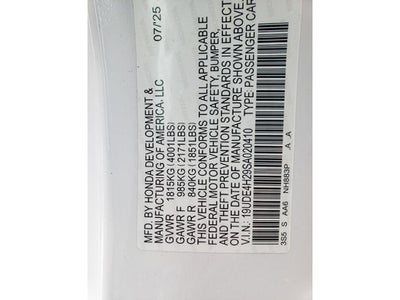 MFD. BY HONDA DEVELOPMENT & 07/'25
MANUFACTURING OF AMERICA, LLC
GVWR 1815KG(4001LBS)
GAWR F 985KG(2171LBS)
GAWR R 840KG(1851LBS)
THIS VEHICLE CONFORMS TO ALL APPLICABLE
FEDERAL MOTOR VEHICLE SAFETY, BUMPER,
AND THEFT PREVENTION STANDARDS IN EFFECT
ON THE DATE OF MANUFACTURE SHOWN ABOVE.
V.I.N.: 19UDE4H29SA020410 TYPE: PASSENGER CAR
3S5 S AA6 NH883P A .A